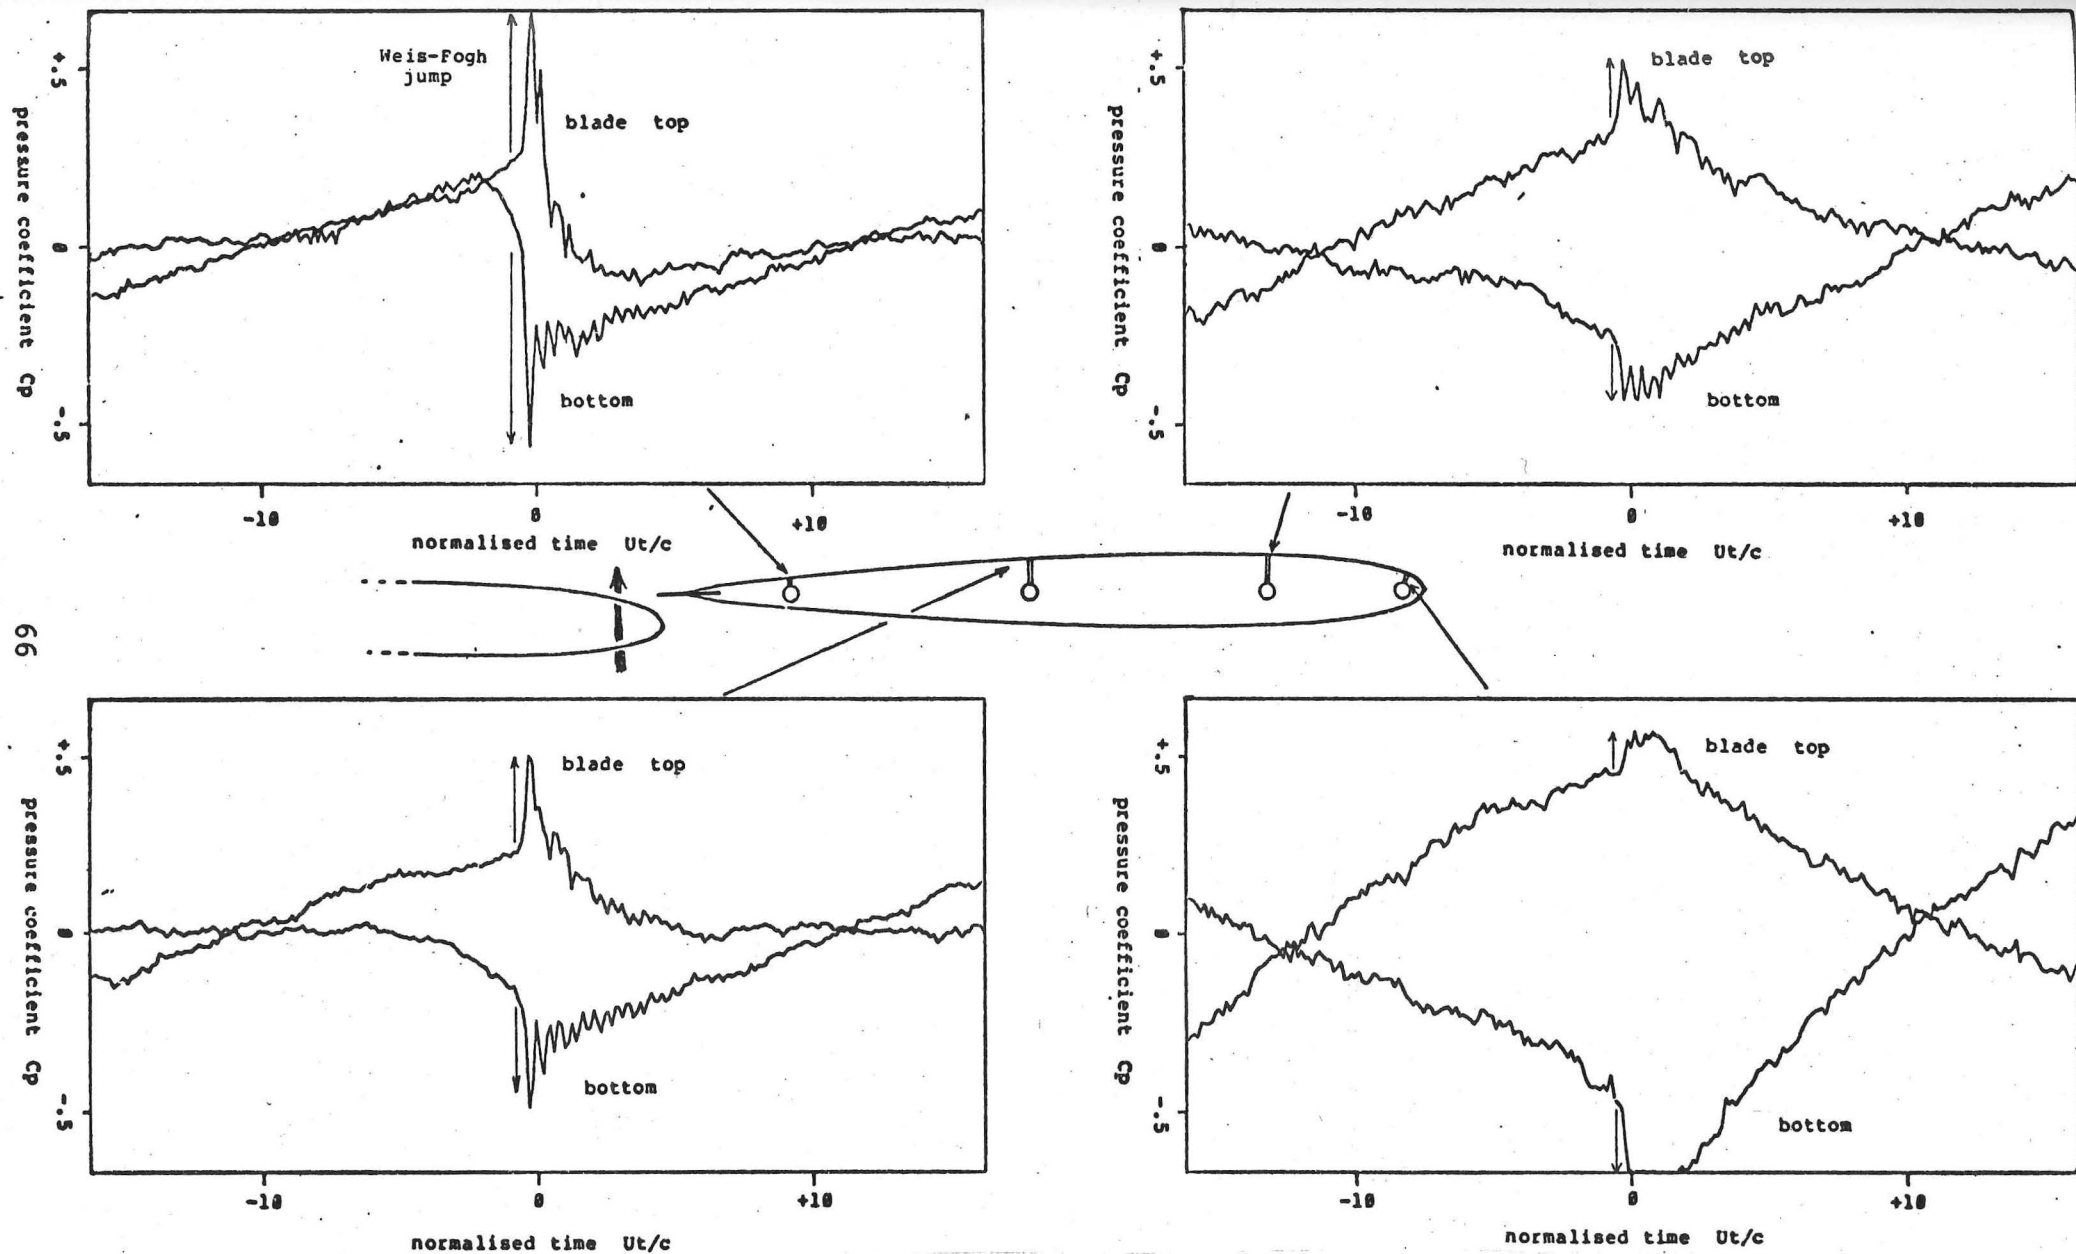 Weis-Fogh
jump
blade top
bottom
+.5
0
-.5
pressure coefficient Cp
-10
0
+10
normalised time Ut/c
blade top
bottom
+.5
0
-.5
pressure coefficient Cp
-10
0
+10
normalised time Ut/c
66
blade top
bottom
+.5
0
-.5
pressure coefficient Cp
-10
0
+10
normalised time Ut/c
blade top
bottom
+.5
0
-.5
pressure coefficient Cp
-10
0
+10
normalised time Ut/c